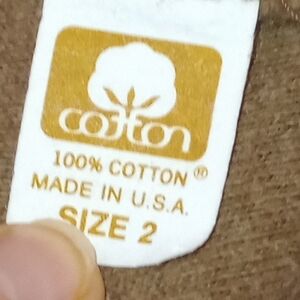 cotton
100% COTTON®
MADE IN U.S.A.
SIZE 2